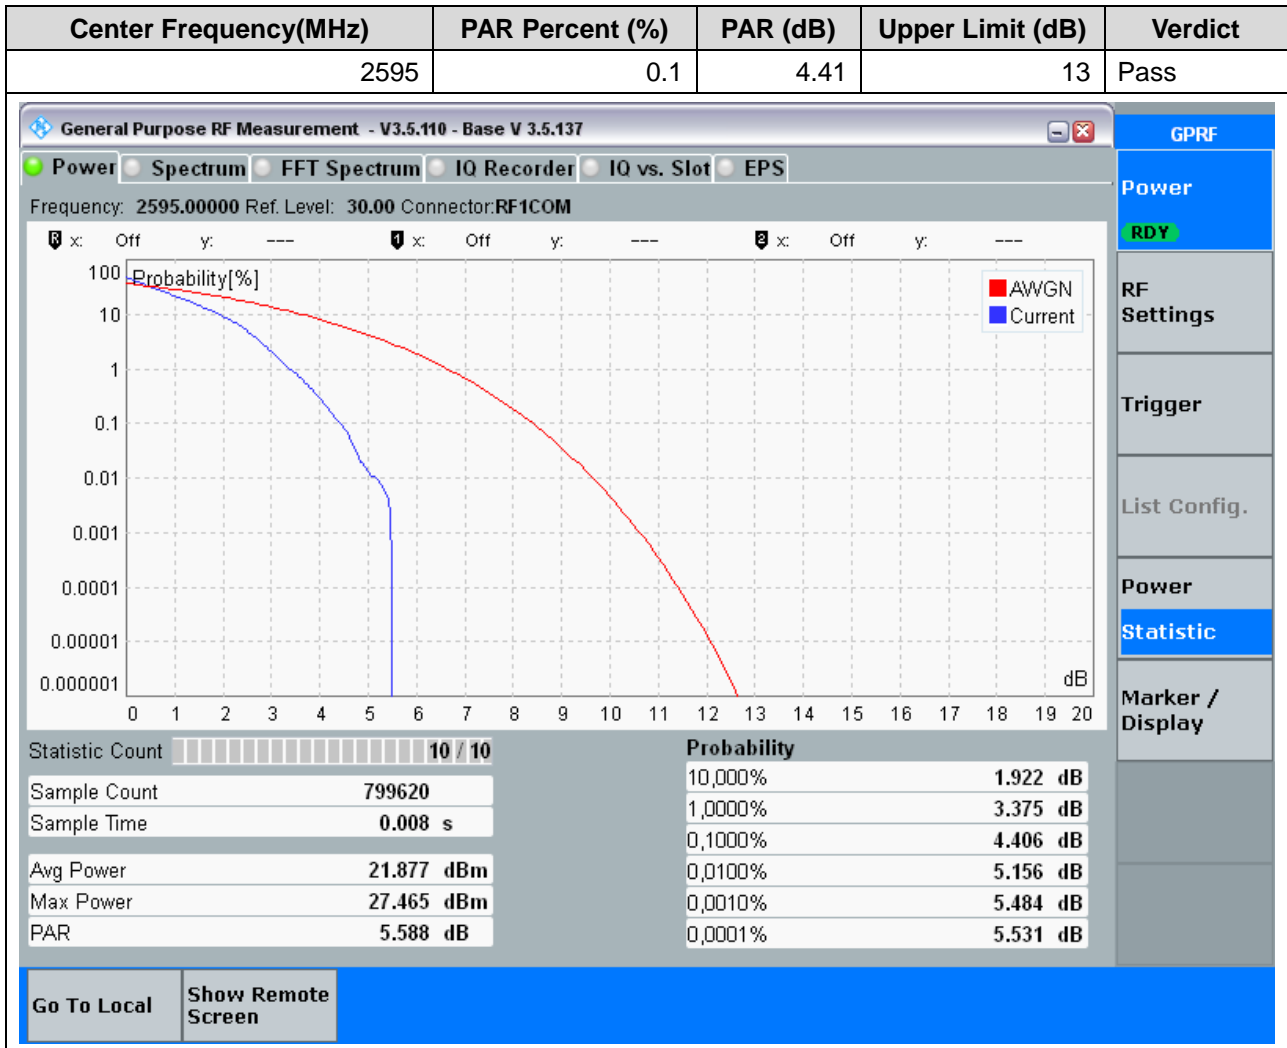 Center Frequency(MHz) PAR Percent (%) PAR (dB) Upper Limit (dB) Verdict
2595 0.1 4.41 13 Pass
General Purpose RF Measurement - V3.5.110 - Base V 3.5.137
GPRF
Power Spectrum FFT Spectrum IQ Recorder IQ vs. Slot EPS
Frequency: 2595.00000 Ref. Level: 30.00 Connector:RF1COM
R x: Off y: --- 1 x: Off y: --- 2 x: Off y: ---
Probability[%]
AWGN
Current
100
10
1
0.1
0.01
0.001
0.0001
0.00001
0.000001
dB
0 1 2 3 4 5 6 7 8 9 10 11 12 13 14 15 16 17 18 19 20
Statistic Count 10 / 10
Sample Count 799620
Sample Time 0.008 s
Avg Power 21.877 dBm
Max Power 27.465 dBm
PAR 5.588 dB
Probability
10,000% 1.922 dB
1,0000% 3.375 dB
0,1000% 4.406 dB
0,0100% 5.156 dB
0,0010% 5.484 dB
0,0001% 5.531 dB
Power
RDY
RF
Settings
Trigger
List Config.
Power
Statistic
Marker /
Display
Go To Local
Show Remote
Screen